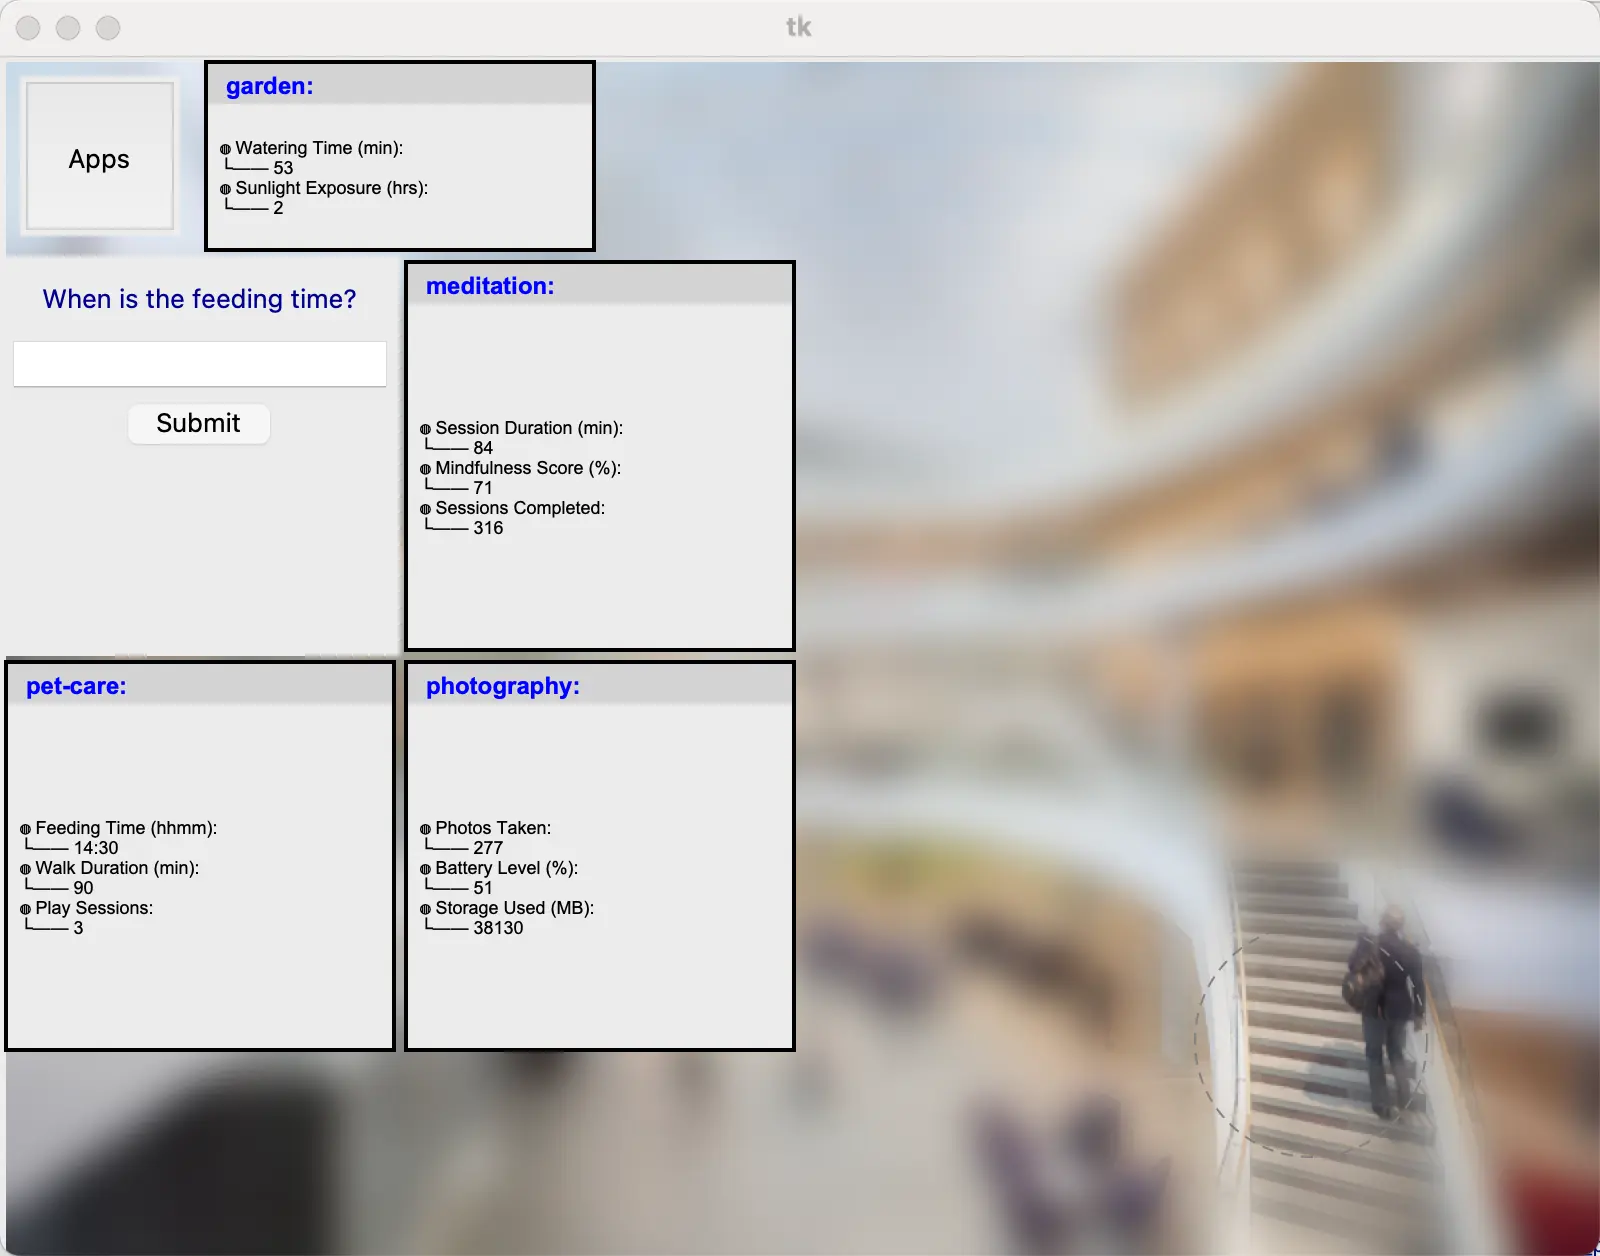 tk
Apps
garden:
◍ Watering Time (min):
└── 53
◍ Sunlight Exposure (hrs):
└── 2
When is the feeding time?
Submit
meditation:
◍ Session Duration (min):
└── 84
◍ Mindfulness Score (%):
└── 71
◍ Sessions Completed:
└── 316
pet-care:
◍ Feeding Time (hhmm):
└── 14:30
◍ Walk Duration (min):
└── 90
◍ Play Sessions:
└── 3
photography:
◍ Photos Taken:
└── 277
◍ Battery Level (%):
└── 51
◍ Storage Used (MB):
└── 38130